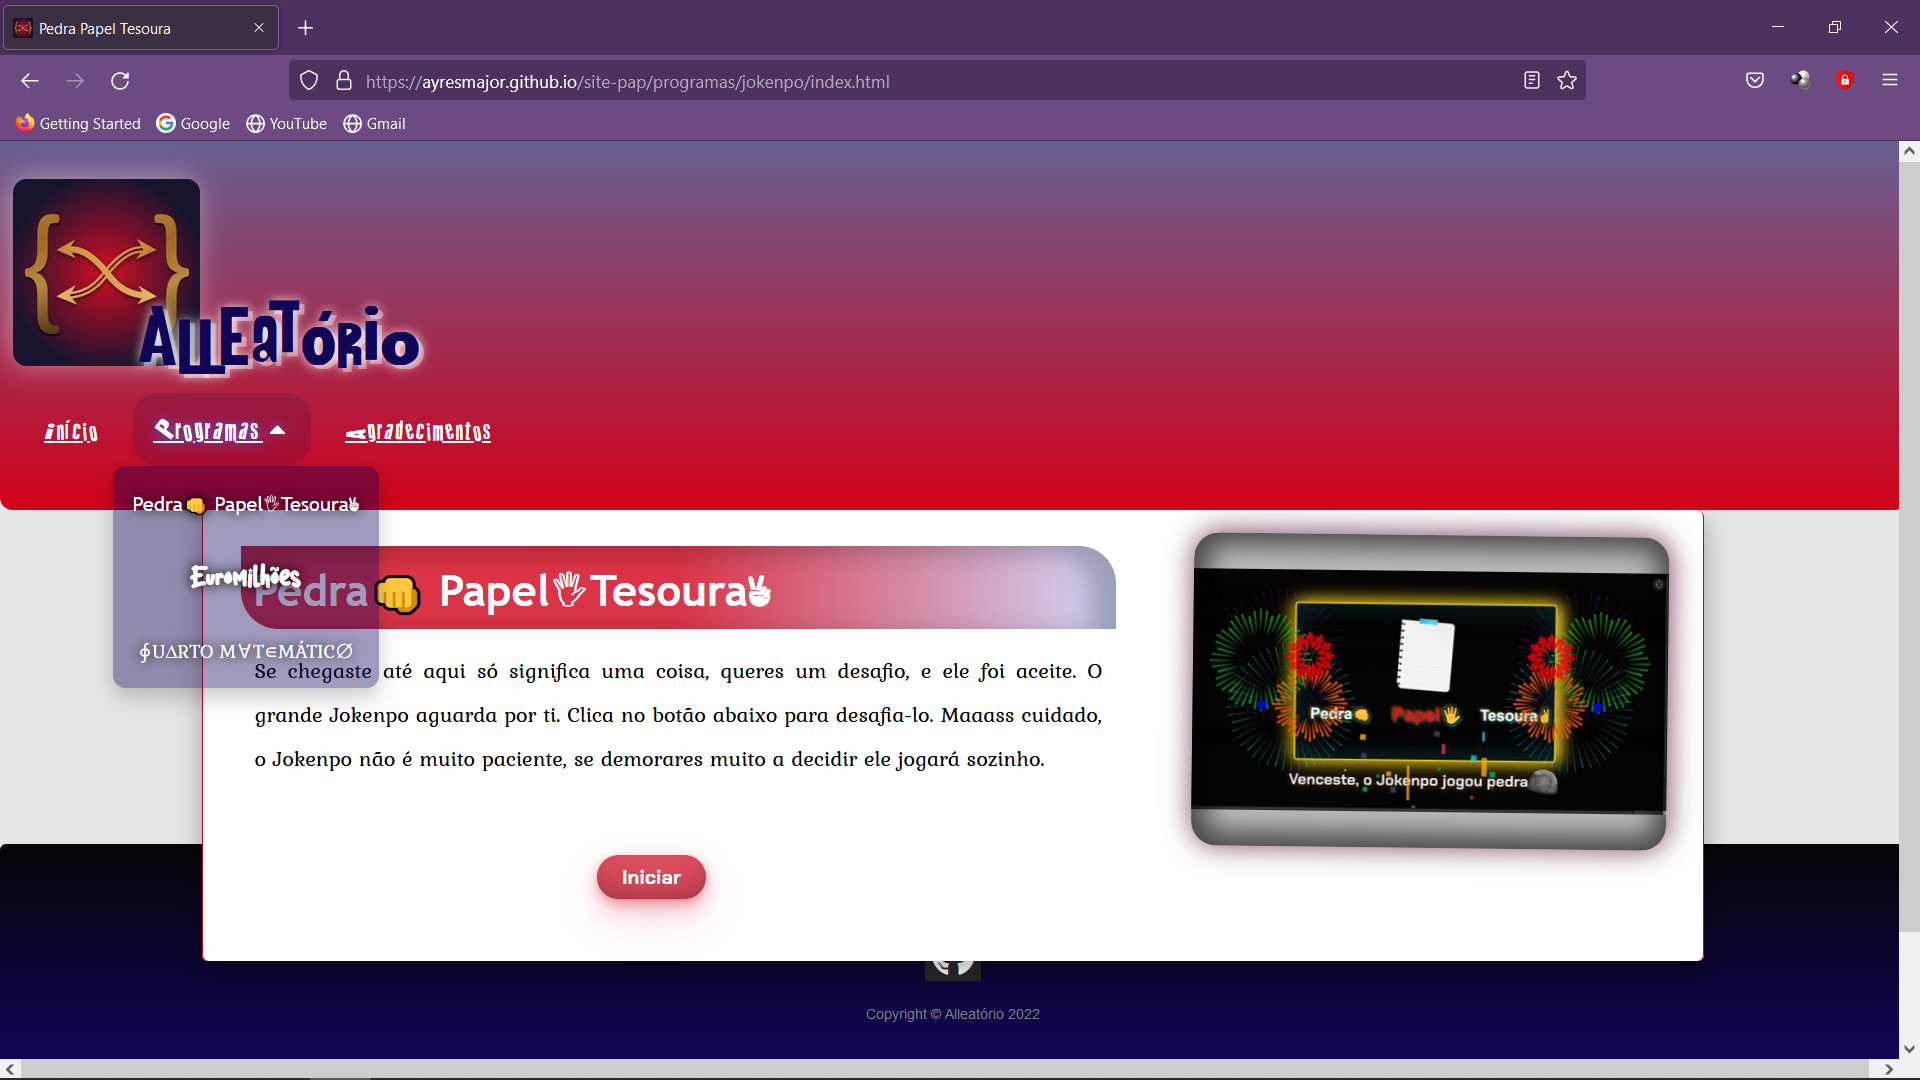 Pedra Papel Tesoura
https://ayresmajor.github.io/site-pap/programas/jokenpo/index.html
Getting Started Google YouTube Gmail
Alleatório
Início Programas Agradecimentos
Pedra👊 Papel🖐Tesoura✌
Euromilhões
∮U∆RTO M∀T∊MÁTIC∅
Pedra👊 Papel🖐Tesoura✌
Se chegaste até aqui só significa uma coisa, queres um desafio, e ele foi aceite. O
grande Jokenpo aguarda por ti. Clica no botão abaixo para desafia-lo. Maaass cuidado,
o Jokenpo não é muito paciente, se demorares muito a decidir ele jogará sozinho.
Iniciar
Pedra👊 Papel🖐 Tesoura✌
Venceste, o Jokenpo jogou pedra
Copyright © Alleatório 2022